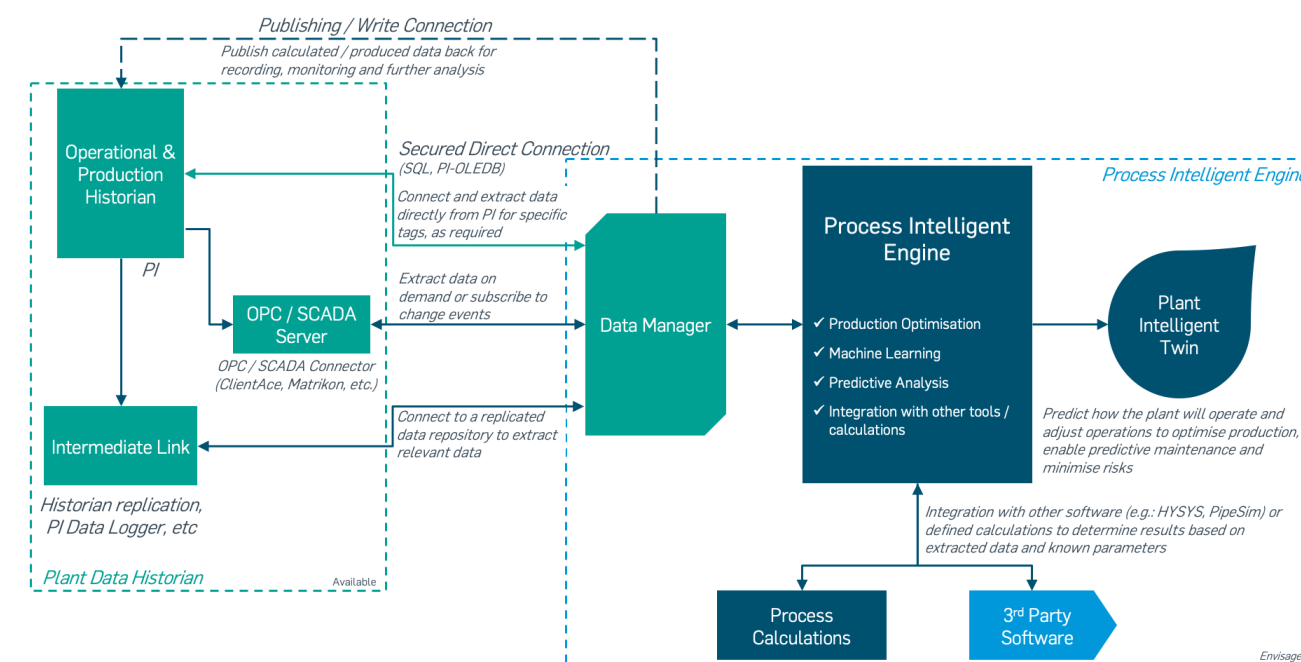 Publishing / Write Connection
Publish calculated / produced data back for
recording, monitoring and further analysis
Operational &
Production
Historian
PI
Secured Direct Connection
(SQL, PI-OLEDB)
Connect and extract data
directly from PI for specific
tags, as required
OPC / SCADA
Server
OPC / SCADA Connector
(ClientAce, Matrikon, etc.)
Extract data on
demand or subscribe to
change events
Intermediate Link
Historian replication,
PI Data Logger, etc
Connect to a replicated
data repository to extract
relevant data
Plant Data Historian
Available
Data Manager
Process Intelligent Engine
Process Intelligent
Engine
✓ Production Optimisation
✓ Machine Learning
✓ Predictive Analysis
✓ Integration with other tools /
calculations
Plant
Intelligent
Twin
Predict how the plant will operate and
adjust operations to optimise production,
enable predictive maintenance and
minimise risks
Integration with other software (e.g.: HYSYS, PipeSim) or
defined calculations to determine results based on
extracted data and known parameters
Process
Calculations
3rd Party
Software
Envisage